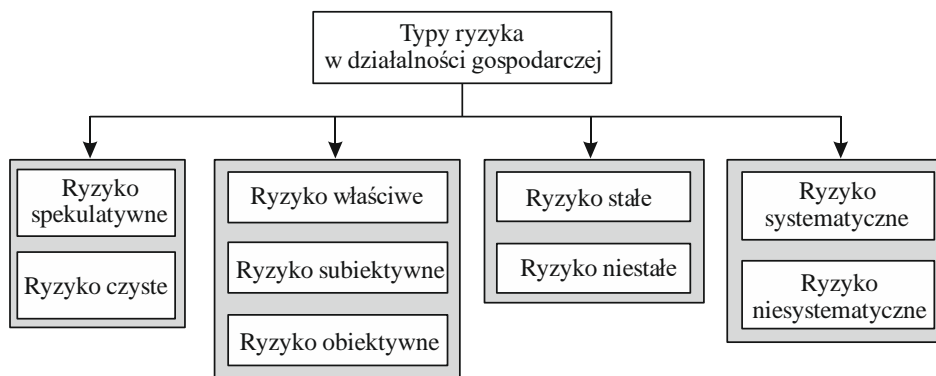 Typy ryzyka
w działalności gospodarczej
Ryzyko
spekulatywne
Ryzyko czyste
Ryzyko właściwe
Ryzyko subiektywne
Ryzyko obiektywne
Ryzyko stałe
Ryzyko niestałe
Ryzyko
systematyczne
Ryzyko
niesystematyczne